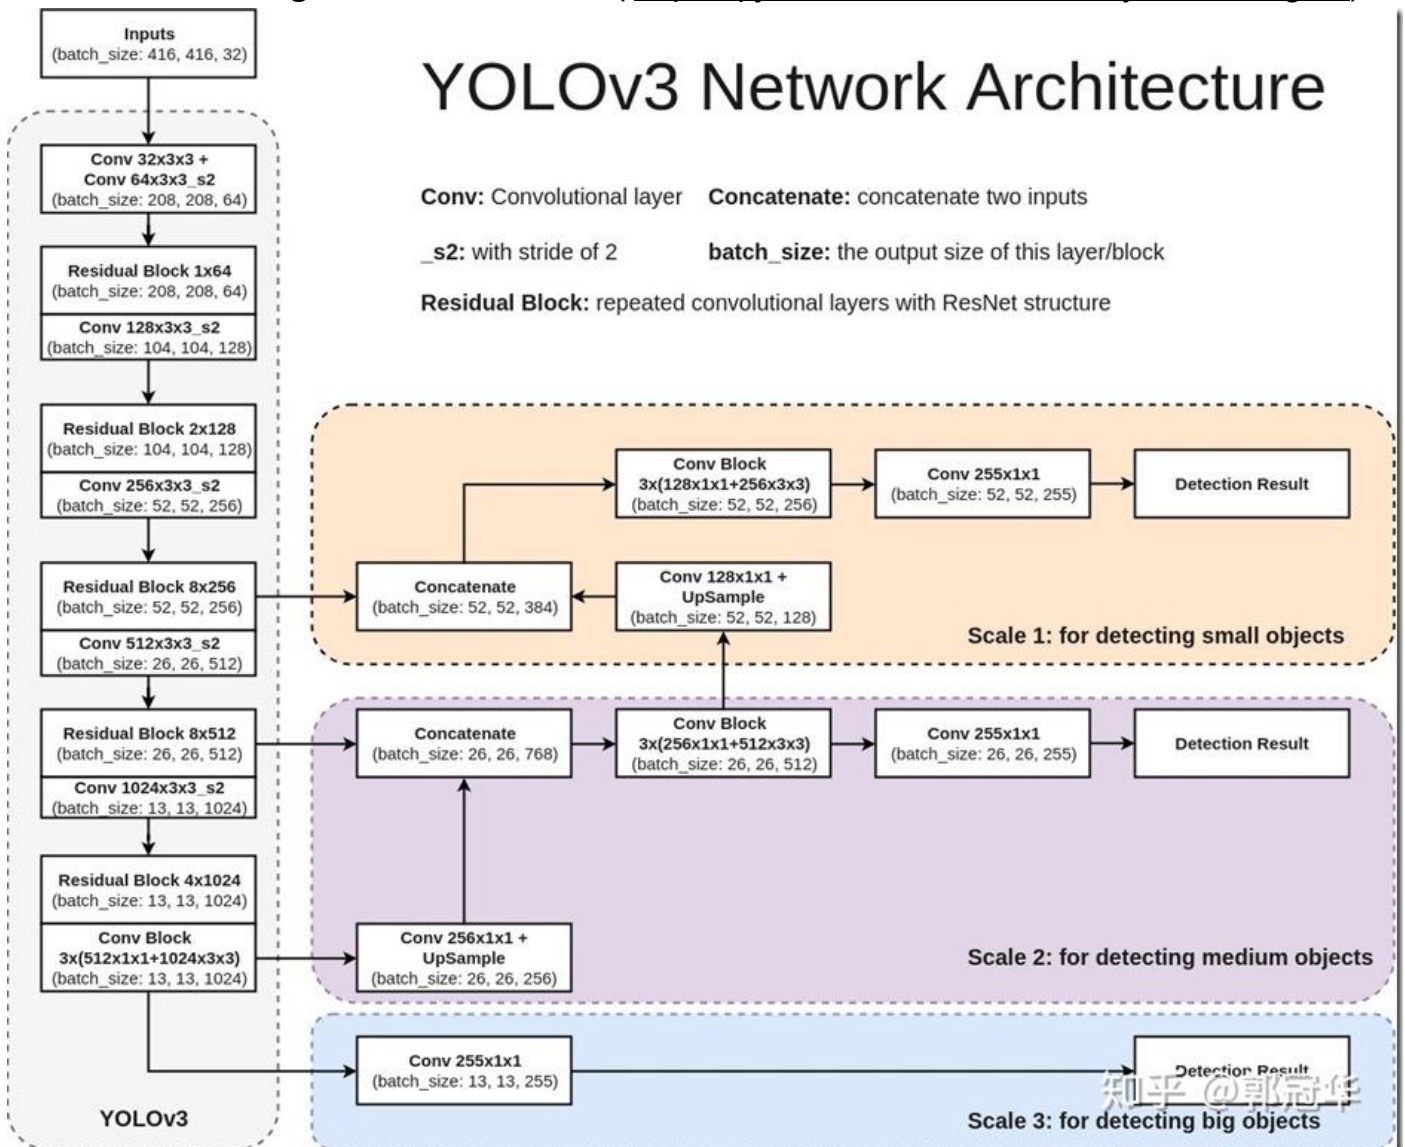 Inputs
(batch_size: 416, 416, 32)
YOLOv3 Network Architecture
Conv 32x3x3 +
Conv 64x3x3_s2
(batch_size: 208, 208, 64)
Conv: Convolutional layer
Concatenate: concatenate two inputs
_s2: with stride of 2
batch_size: the output size of this layer/block
Residual Block: repeated convolutional layers with ResNet structure
Residual Block 1x64
(batch_size: 208, 208, 64)
Conv 128x3x3_s2
(batch_size: 104, 104, 128)
Residual Block 2x128
(batch_size: 104, 104, 128)
Conv 256x3x3_s2
(batch_size: 52, 52, 256)
Residual Block 8x256
(batch_size: 52, 52, 256)
Conv 512x3x3_s2
(batch_size: 26, 26, 512)
Residual Block 8x512
(batch_size: 26, 26, 512)
Conv 1024x3x3_s2
(batch_size: 13, 13, 1024)
Residual Block 4x1024
(batch_size: 13, 13, 1024)
Conv Block
3x(512x1x1+1024x3x3)
(batch_size: 13, 13, 1024)
YOLOv3
Conv Block
3x(128x1x1+256x3x3)
(batch_size: 52, 52, 256)
Conv 255x1x1
(batch_size: 52, 52, 255)
Detection Result
Concatenate
(batch_size: 52, 52, 384)
Conv 128x1x1 +
UpSample
(batch_size: 52, 52, 128)
Scale 1: for detecting small objects
Concatenate
(batch_size: 26, 26, 768)
Conv Block
3x(256x1x1+512x3x3)
(batch_size: 26, 26, 512)
Conv 255x1x1
(batch_size: 26, 26, 255)
Detection Result
Conv 256x1x1 +
UpSample
(batch_size: 26, 26, 256)
Scale 2: for detecting medium objects
Conv 255x1x1
(batch_size: 13, 13, 255)
Detection Result
知乎 @郭冠华
Scale 3: for detecting big objects